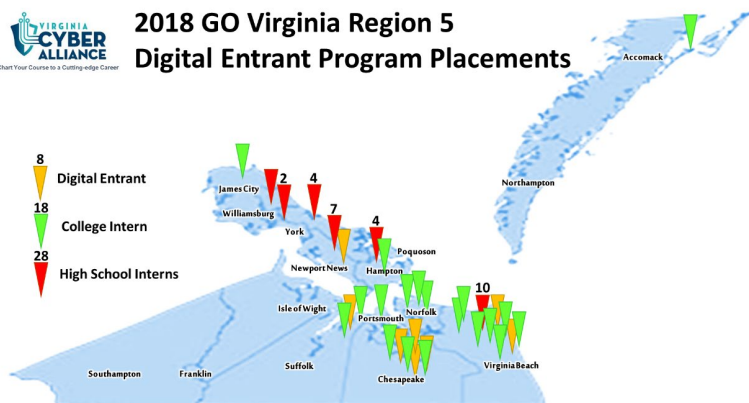 VIRGINIA
CYBER
ALLIANCE
Chart Your Course to a Cutting-edge Career
2018 GO Virginia Region 5
Digital Entrant Program Placements
Accomack
8
Digital Entrant
18
College Intern
28
High School Interns
James City
2
4
Williamsburg
York
7
4
Northampton
Poquoson
Newport News
Hampton
10
Isle of Wight
Portsmouth
Norfolk
Virginia Beach
Southampton
Franklin
Suffolk
Chesapeake